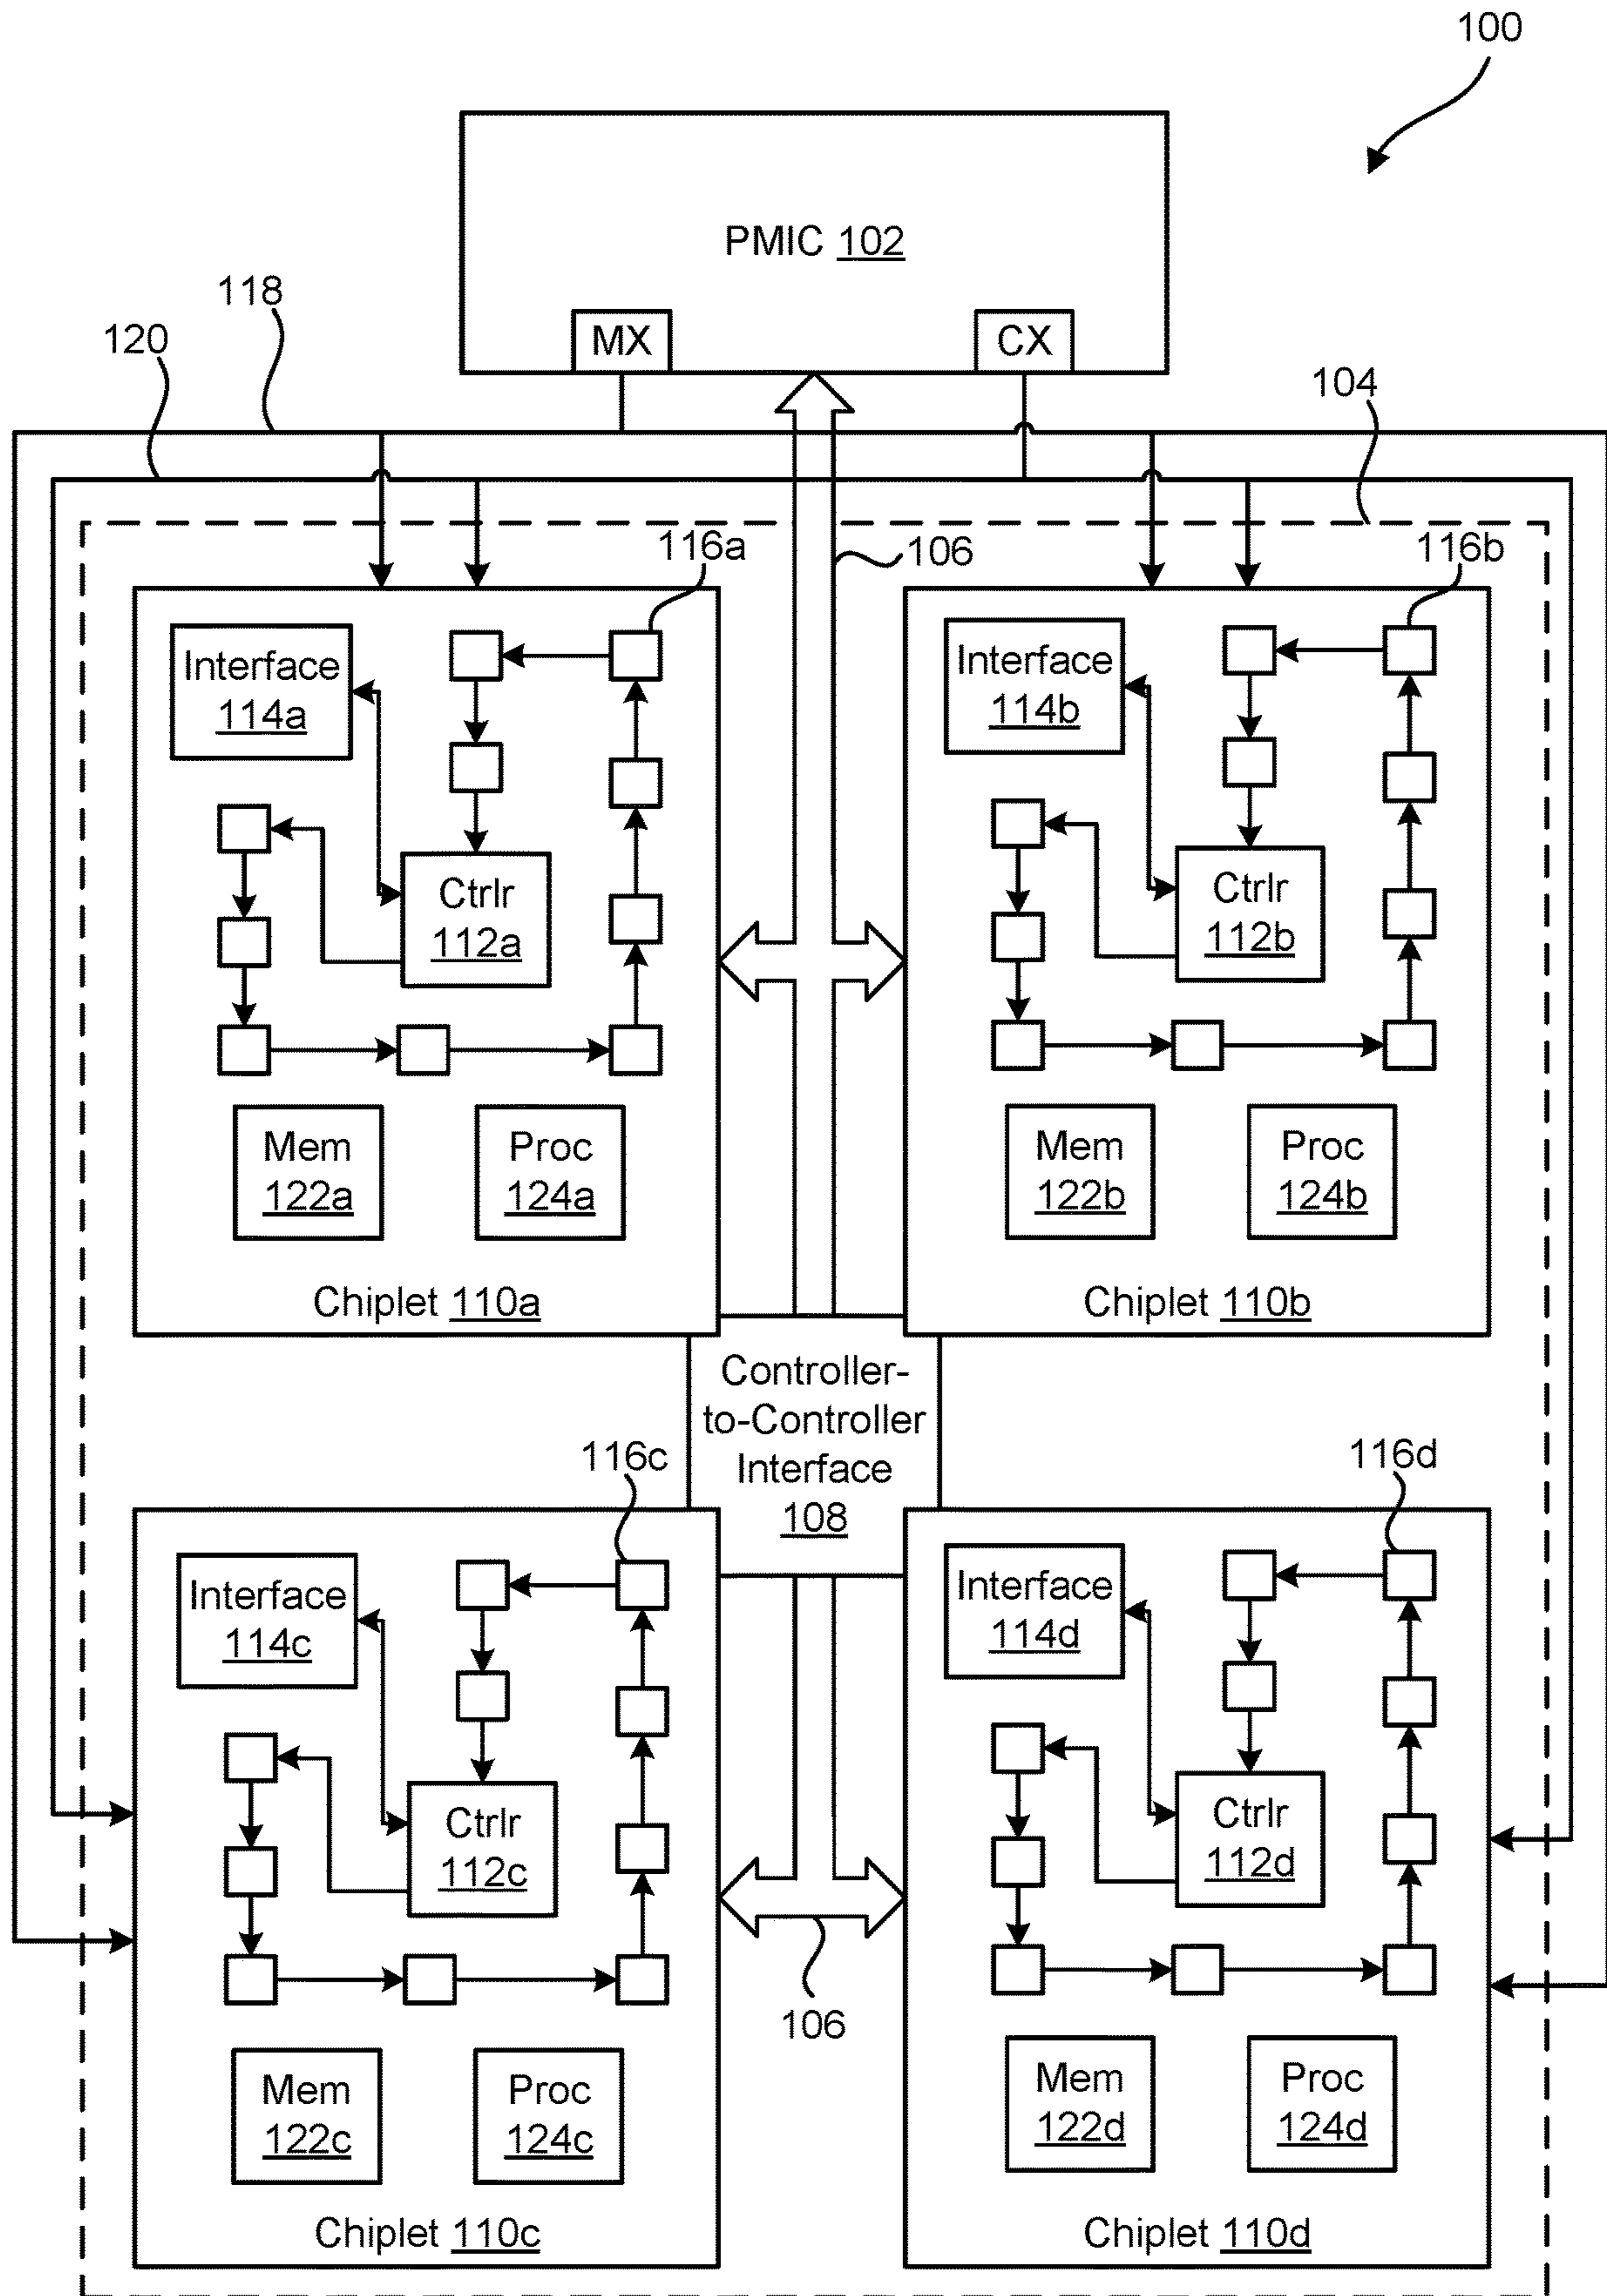 100
PMIC 102
MX
CX
118
120
104
116a
106
116b
Interface
114a
Ctrlr
112a
Mem
122a
Proc
124a
Chiplet 110a
Interface
114b
Ctrlr
112b
Mem
122b
Proc
124b
Chiplet 110b
Controller-
to-Controller
Interface
108
116c
116d
Interface
114c
Ctrlr
112c
Mem
122c
Proc
124c
Chiplet 110c
106
Interface
114d
Ctrlr
112d
Mem
122d
Proc
124d
Chiplet 110d